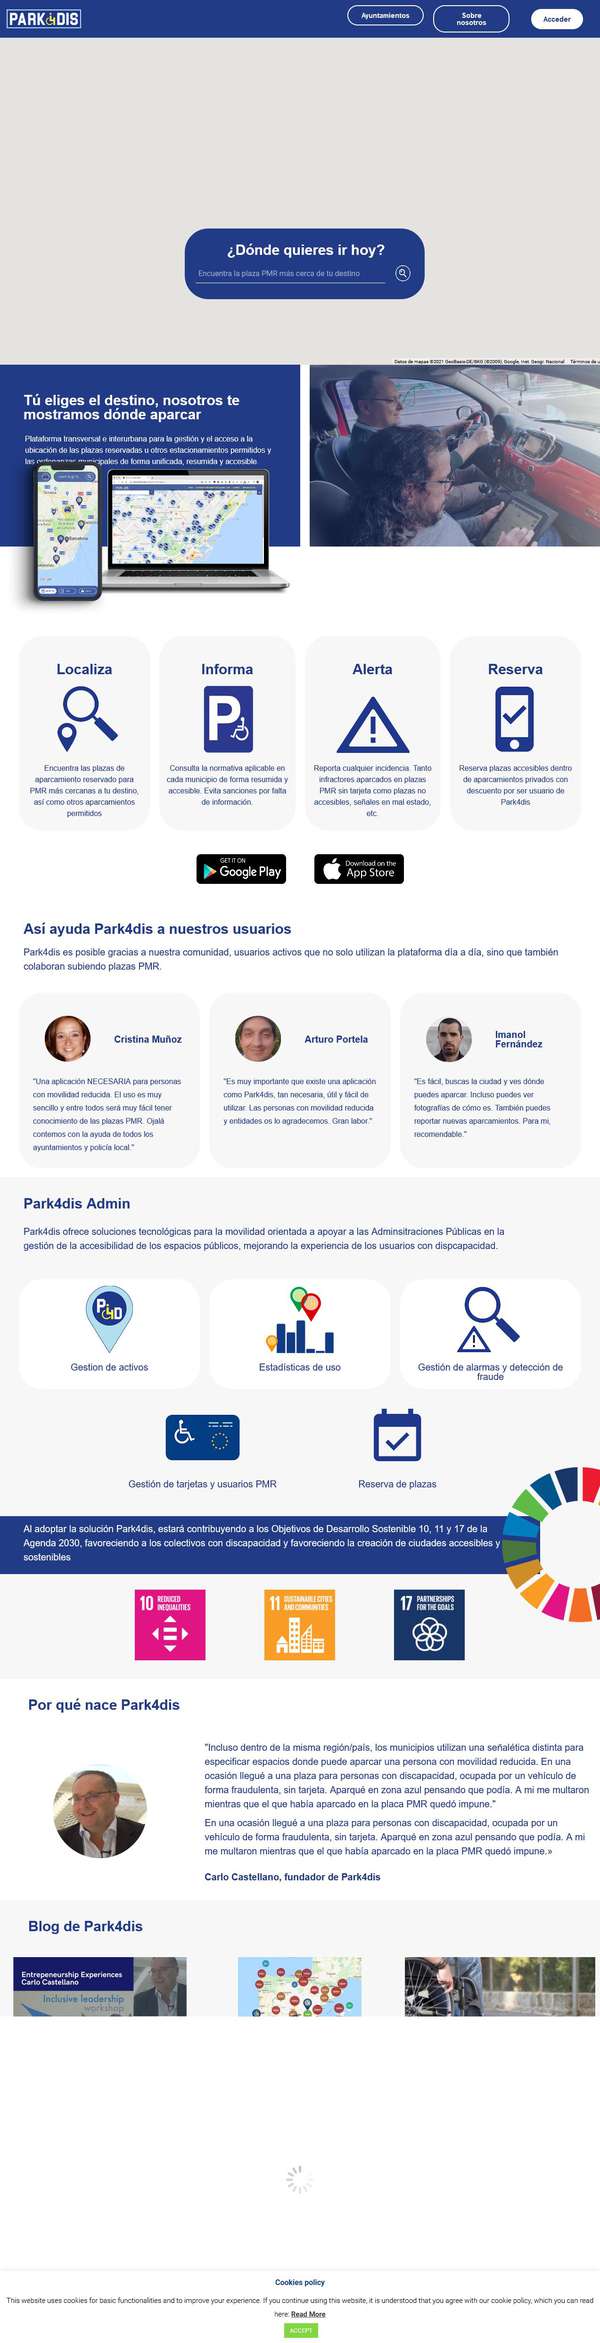 PARK4DIS
Ayuntamientos
Sobre
nosotros
Acceder
¿Dónde quieres ir hoy?
Encuentra la plaza PMR más cerca de tu destino
Datos de mapas ©2021 GeoBasis-DE/BKG (©2009), Google, Inst. Geogr. Nacional
Términos de u
Tú eliges el destino, nosotros te
mostramos dónde aparcar
Plataforma transversal e interurbana para la gestión y el acceso a la
ubicación de las plazas reservadas u otros estacionamientos permitidos y
las ordenanzas municipales de forma unificada, resumida y accesible
Localiza
Encuentra las plazas de
aparcamiento reservado para
PMR más cercanas a tu destino,
así como otros aparcamientos
permitidos
Informa
Consulta la normativa aplicable en
cada municipio de forma resumida y
accesible. Evita sanciones por falta
de información.
Alerta
Reporta cualquier incidencia. Tanto
infractores aparcados en plazas
PMR sin tarjeta como plazas no
accesibles, señales en mal estado,
etc.
Reserva
Reserva plazas accesibles dentro
de aparcamientos privados con
descuento por ser usuario de
Park4dis
GET IT ON
Google Play
Download on the
App Store
Así ayuda Park4dis a nuestros usuarios
Park4dis es posible gracias a nuestra comunidad, usuarios activos que no solo utilizan la plataforma día a día, sino que también
colaboran subiendo plazas PMR.
Cristina Muñoz
"Una aplicación NECESARIA para personas
con movilidad reducida. El uso es muy
sencillo y entre todos será muy fácil tener
conocimiento de las plazas PMR. Ojalá
contemos con la ayuda de todos los
ayuntamientos y policía local."
Arturo Portela
"Es muy importante que existe una aplicación
como Park4dis, tan necesaria, útil y fácil de
utilizar. Las personas con movilidad reducida
y entidades os lo agradecemos. Gran labor."
Imanol
Fernández
"Es fácil, buscas la ciudad y ves dónde
puedes aparcar. Incluso puedes ver
fotografías de cómo es. También puedes
reportar nuevas aparcamientos. Para mi,
recomendable."
Park4dis Admin
Park4dis ofrece soluciones tecnológicas para la movilidad orientada a apoyar a las Adminsitraciones Públicas en la
gestión de la accesibilidad de los espacios públicos, mejorando la experiencia de los usuarios con dispcapacidad.
P4D
Gestion de activos
Estadísticas de uso
Gestión de alarmas y detección de
fraude
Gestión de tarjetas y usuarios PMR
Reserva de plazas
Al adoptar la solución Park4dis, estará contribuyendo a los Objetivos de Desarrollo Sostenible 10, 11 y 17 de la
Agenda 2030, favoreciendo a los colectivos con discapacidad y favoreciendo la creación de ciudades accesibles y
sostenibles
10 REDUCED
INEQUALITIES
11 SUSTAINABLE CITIES
AND COMMUNITIES
17 PARTNERSHIPS
FOR THE GOALS
Por qué nace Park4dis
"Incluso dentro de la misma región/país, los municipios utilizan una señalética distinta para
especificar espacios donde puede aparcar una persona con movilidad reducida. En una
ocasión llegué a una plaza para personas con discapacidad, ocupada por un vehículo de
forma fraudulenta, sin tarjeta. Aparqué en zona azul pensando que podía. A mi me multaron
mientras que el que había aparcado en la placa PMR quedó impune."
En una ocasión llegué a una plaza para personas con discapacidad, ocupada por un
vehículo de forma fraudulenta, sin tarjeta. Aparqué en zona azul pensando que podía. A mi
me multaron mientras que el que había aparcado en la placa PMR quedó impune.»
Carlo Castellano, fundador de Park4dis
Blog de Park4dis
Entrepeneurship Experiences
Carlo Castellano
Inclusive leadership
workshop
Cookies policy
This website uses cookies for basic functionalities and to improve your experience. If you continue using this website, it is understood that you agree with our cookie policy, which you can read
here: Read More
ACCEPT